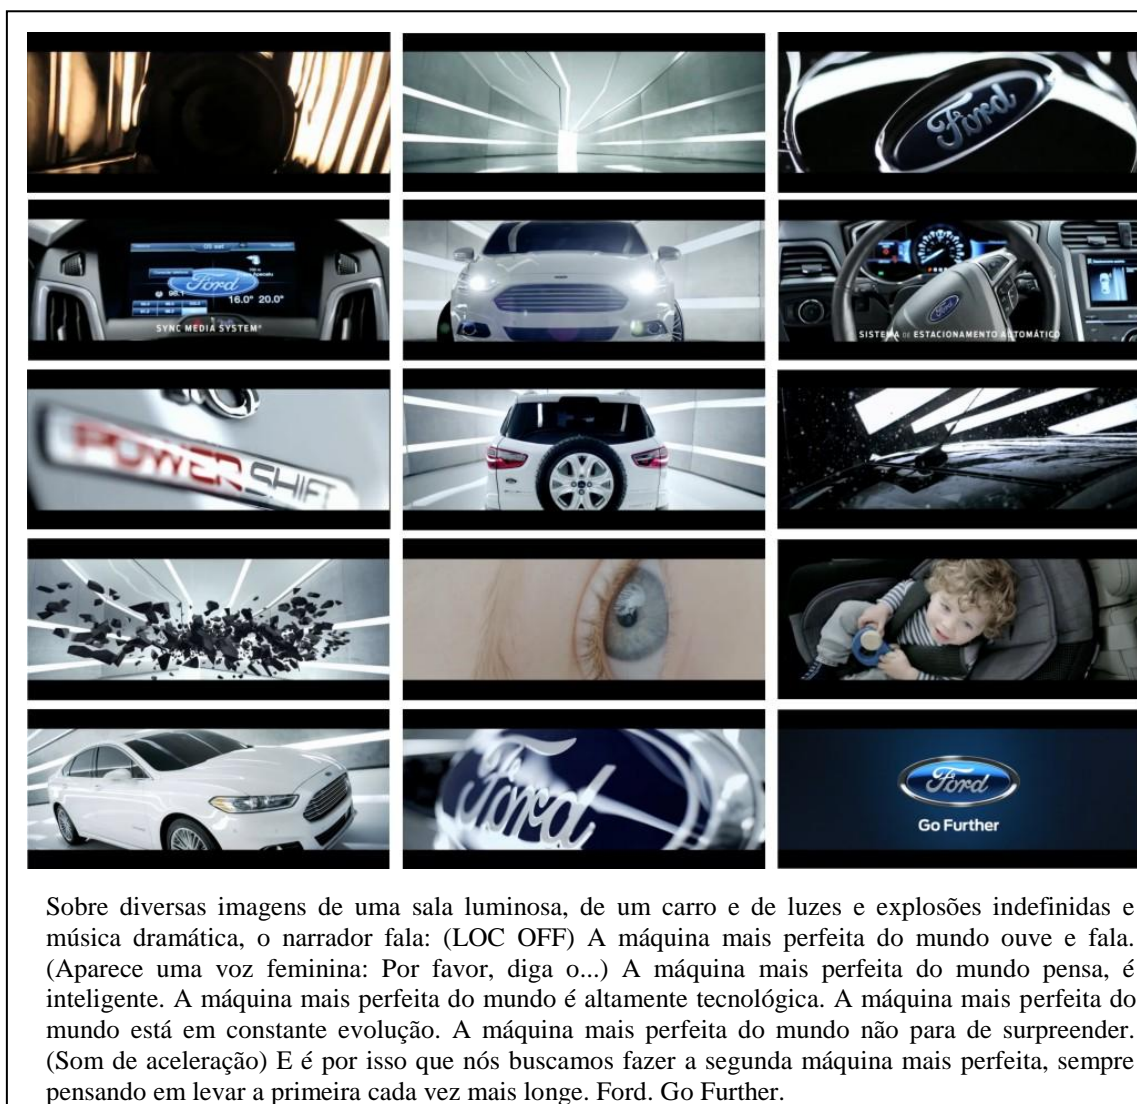 Ford
US set
Ford
96.1
16.0° 20.0°
SYNC MEDIA SYSTEM®
Ford
SISTEMA DE ESTACIONAMENTO AUTOMÁTICO
POWERSHIFT
Ford
Ford
Go Further
Sobre diversas imagens de uma sala luminosa, de um carro e de luzes e explosões indefinidas e
música dramática, o narrador fala: (LOC OFF) A máquina mais perfeita do mundo ouve e fala.
(Aparece uma voz feminina: Por favor, diga o...) A máquina mais perfeita do mundo pensa, é
inteligente. A máquina mais perfeita do mundo é altamente tecnológica. A máquina mais perfeita do
mundo está em constante evolução. A máquina mais perfeita do mundo não para de surpreender.
(Som de aceleração) E é por isso que nós buscamos fazer a segunda máquina mais perfeita, sempre
pensando em levar a primeira cada vez mais longe. Ford. Go Further.